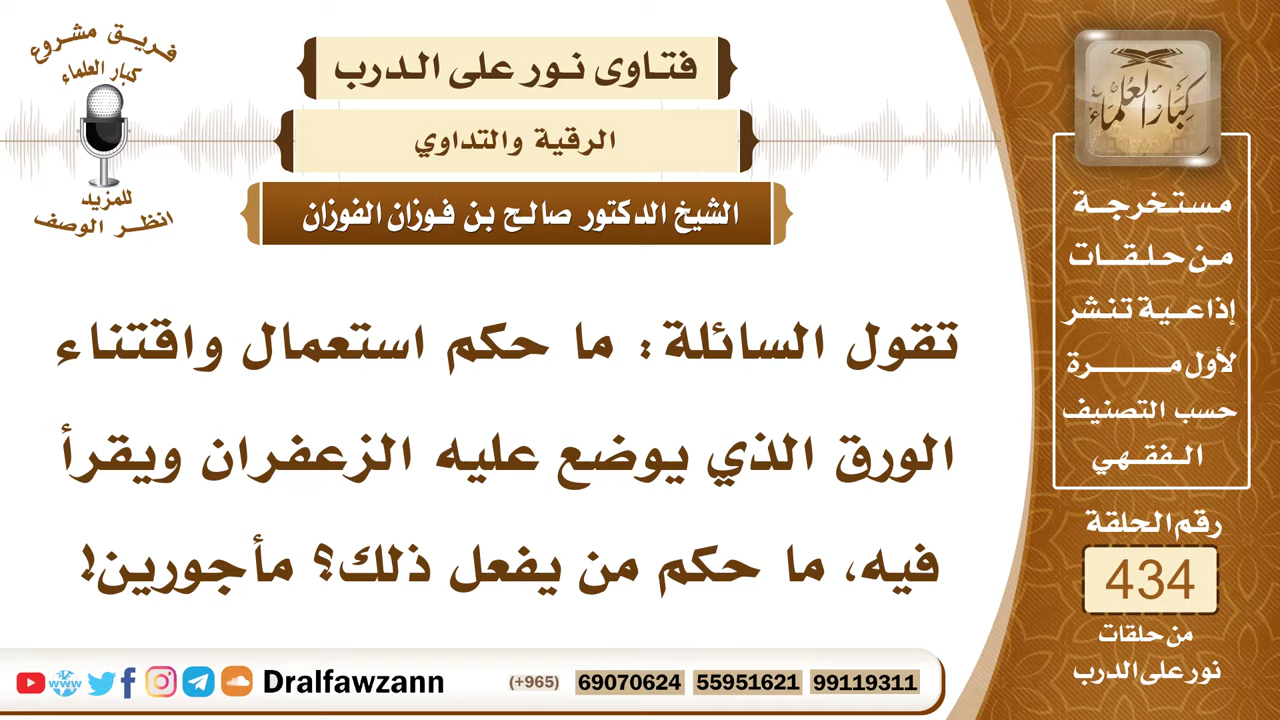 فريق مشروع
كبار العلماء
للمزيد
انظر الوصف
فتاوى نور على الدرب
الرقية والتداوي
الشيخ الدكتور صالح بن فوزان الفوزان
تقول السائلة: ما حكم استعمال واقتناء
الورق الذي يوضع عليه الزعفران ويقرأ
فيه، ما حكم من يفعل ذلك؟ مأجورين!
كبار العلماء
مستخرجة
من حلقات
إذاعية تنشر
لأول مرة
حسب التصنيف
الفقهي
رقم الحلقة
434
من حلقات
نور على الدرب
www Dralfawzann (+965) 69070624 55951621 99119311